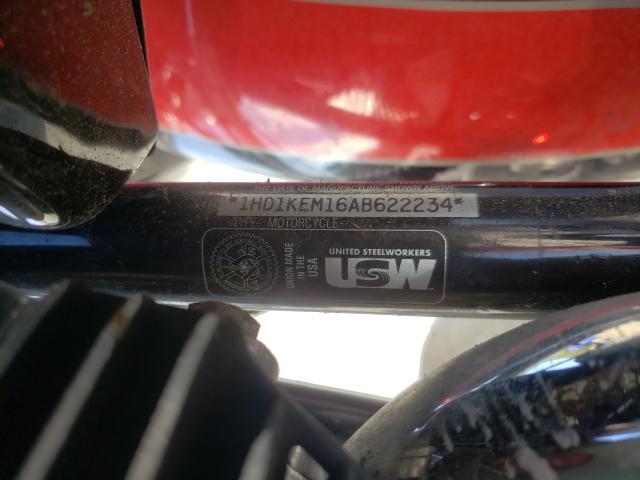 THE DATE OF MANUFACTURE SHOWN ABOVE
*1HD1KEM16AB622234*
TYPE: MOTORCYCLE
UNION MADE
IN THE
USA
UNITED STEELWORKERS
USW